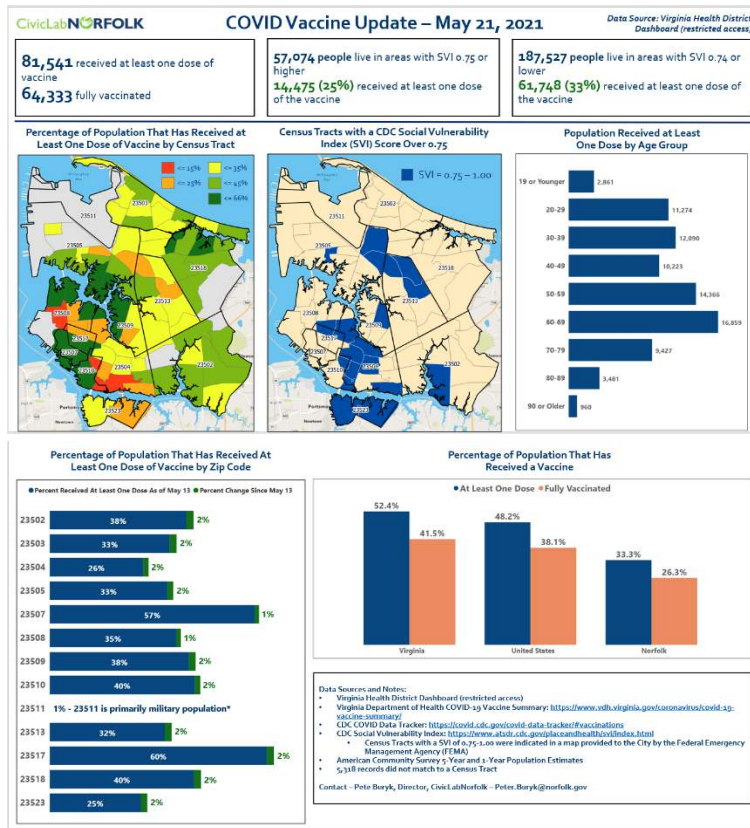 CivicLabNORFOLK
COVID Vaccine Update – May 21, 2021
Data Source: Virginia Health District
Dashboard (restricted access)
81,541 received at least one dose of
vaccine
64,333 fully vaccinated
57,074 people live in areas with SVI 0.75 or
higher
14,475 (25%) received at least one dose
of the vaccine
187,527 people live in areas with SVI 0.74 or
lower
61,748 (33%) received at least one dose of
the vaccine
Percentage of Population That Has Received at
Least One Dose of Vaccine by Census Tract
<= 15%
<= 35%
<= 25%
<= 45%
<= 66%
23503
23511
23505
23518
23513
23508
23509
23517
23507
23510
23504
23502
23523
Census Tracts with a CDC Social Vulnerability
Index (SVI) Score Over 0.75
SVI = 0.75 – 1.00
23503
23511
23505
23518
23513
23509
23517
23507
23510
23504
23502
23523
Population Received at Least
One Dose by Age Group
19 or Younger
2,861
20-29
11,274
30-39
12,090
40-49
10,223
50-59
14,366
60-69
16,859
70-79
9,427
80-89
3,481
90 or Older
960
Percentage of Population That Has Received At
Least One Dose of Vaccine by Zip Code
Percent Received At Least One Dose As of May 13
Percent Change Since May 13
23502 38% 2%
23503 33% 2%
23504 26% 2%
23505 33% 2%
23507 57% 1%
23508 35% 1%
23509 38% 2%
23510 40% 2%
23511 1% - 23511 is primarily military population*
23513 32% 2%
23517 60% 2%
23518 40% 2%
23523 25% 2%
Percentage of Population That Has
Received a Vaccine
At Least One Dose
Fully Vaccinated
52.4%
41.5%
48.2%
38.1%
33.3%
26.3%
Virginia
United States
Norfolk
Data Sources and Notes:
• Virginia Health District Dashboard (restricted access)
• Virginia Department of Health COVID-19 Vaccine Summary: https://www.vdh.virginia.gov/coronavirus/covid-19-
vaccine-summary/
• CDC COVID Data Tracker: https://covid.cdc.gov/covid-data-tracker/#vaccinations
• CDC Social Vulnerability Index: https://www.atsdr.cdc.gov/placeandhealth/svi/index.html
• Census Tracts with a SVI of 0.75-1.00 were indicated in a map provided to the City by the Federal Emergency
Management Agency (FEMA)
• American Community Survey 5-Year and 1-Year Population Estimates
• 5,318 records did not match to a Census Tract
Contact – Pete Buryk, Director, CivicLabNorfolk – Peter.Buryk@norfolk.gov